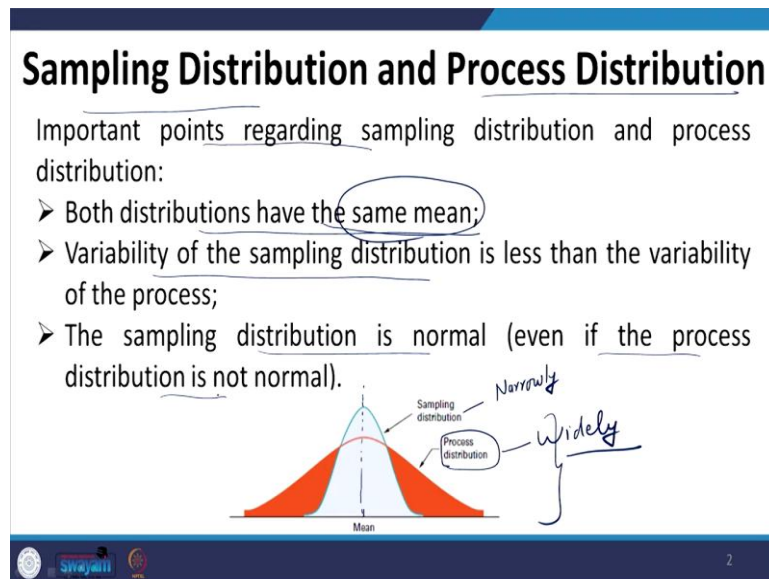 Sampling Distribution and Process Distribution
Important points regarding sampling distribution and process
distribution:
➤ Both distributions have the same mean;
➤ Variability of the sampling distribution is less than the variability
of the process;
➤ The sampling distribution is normal (even if the process
distribution is not normal).
Sampling
distribution
Narrowly
Process
distribution
Widely
Mean
swayam
2